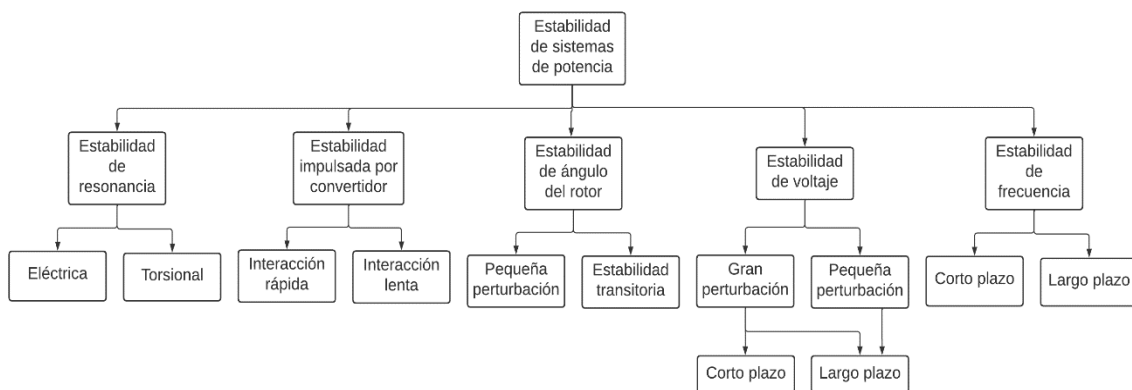 Estabilidad
de sistemas
de potencia
Estabilidad
de
resonancia
Estabilidad
impulsada por
convertidor
Estabilidad
de ángulo
del rotor
Estabilidad
de voltaje
Estabilidad
de
frecuencia
Eléctrica
Torsional
Interacción
rápida
Interacción
lenta
Pequeña
perturbación
Estabilidad
transitoria
Gran
perturbación
Pequeña
perturbación
Corto plazo
Largo plazo
Corto plazo
Largo plazo